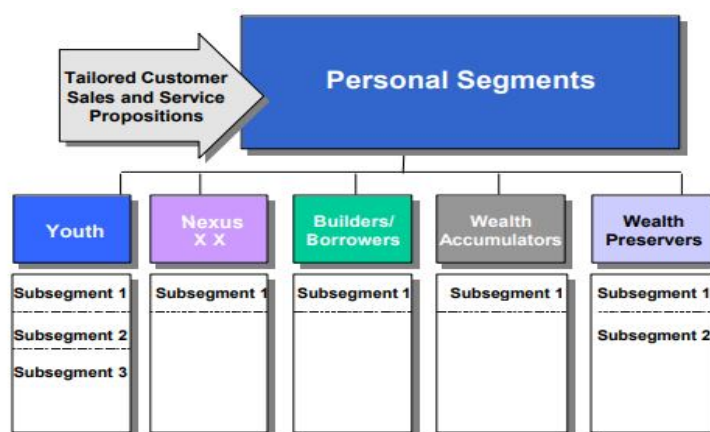 Tailored Customer
Sales and Service
Propositions
Personal Segments
Youth
Nexus
X X
Builders/
Borrowers
Wealth
Accumulators
Wealth
Preservers
Subsegment 1
Subsegment 2
Subsegment 3
Subsegment 1
Subsegment 1
Subsegment 1
Subsegment 1
Subsegment 2